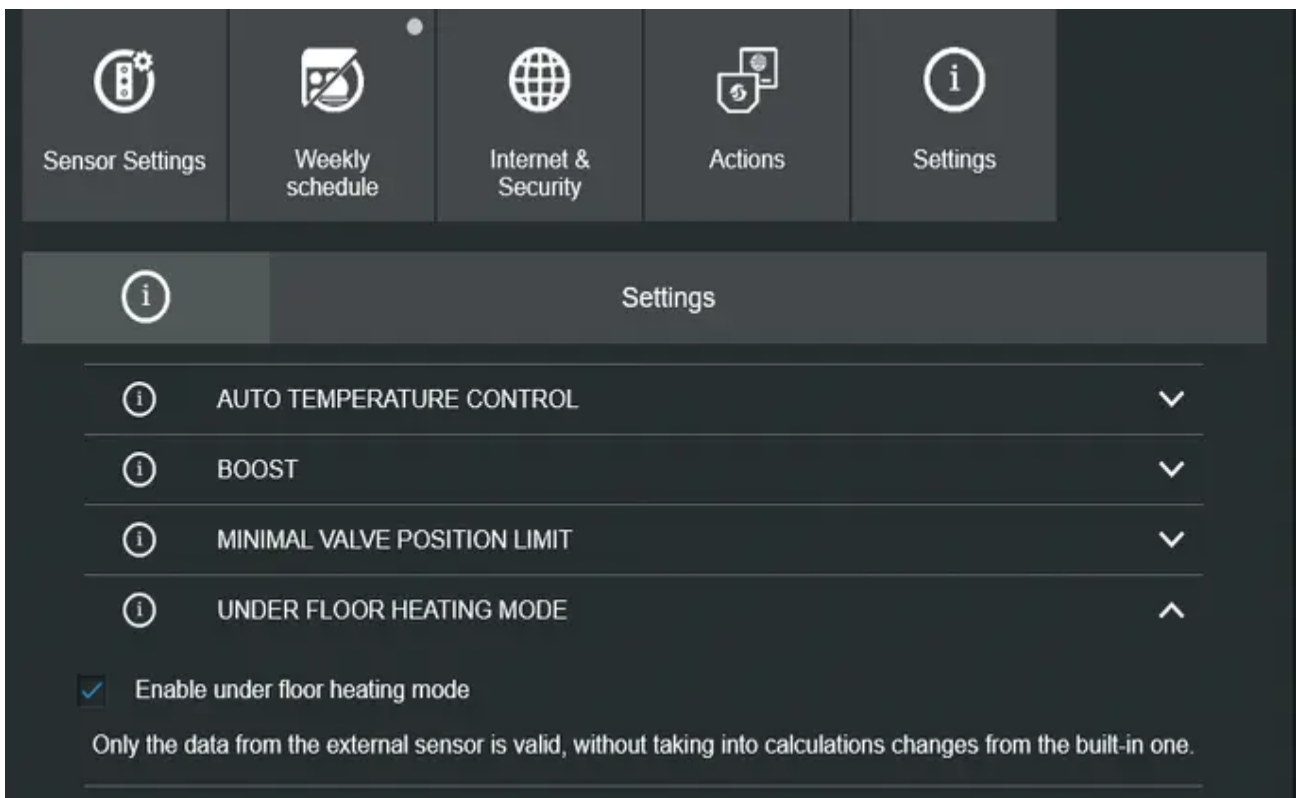 Sensor Settings
Weekly
schedule
Internet &
Security
Actions
Settings
Settings
AUTO TEMPERATURE CONTROL
BOOST
MINIMAL VALVE POSITION LIMIT
UNDER FLOOR HEATING MODE
Enable under floor heating mode
Only the data from the external sensor is valid, without taking into calculations changes from the built-in one.